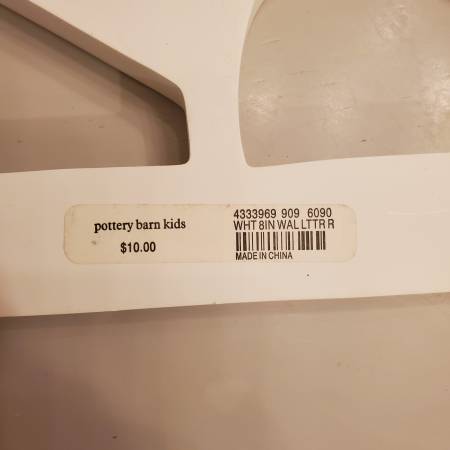 pottery barn kids
$10.00
4333969 909 6090
WHT 8IN WAL LTTR R
MADE IN CHINA